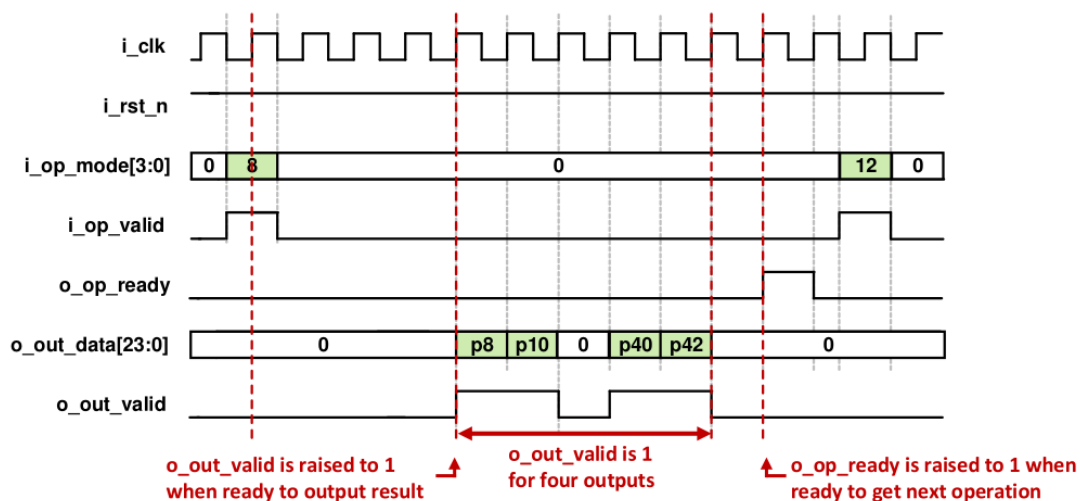 i_clk
i_rst_n
i_op_mode[3:0] 0 8 0 12 0
i_op_valid
o_op_ready
o_out_data[23:0] 0 p8 p10 0 p40 p42 0
o_out_valid
o_out_valid is raised to 1
when ready to output result
o_out_valid is 1
for four outputs
o_op_ready is raised to 1 when
ready to get next operation